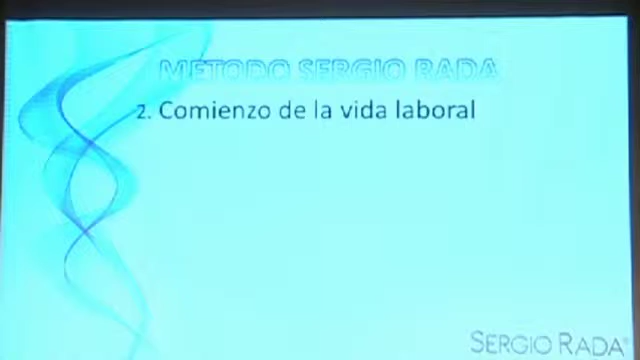 METODO SERGIO RADA
2. Comienzo de la vida laboral
SERGIO RADA®